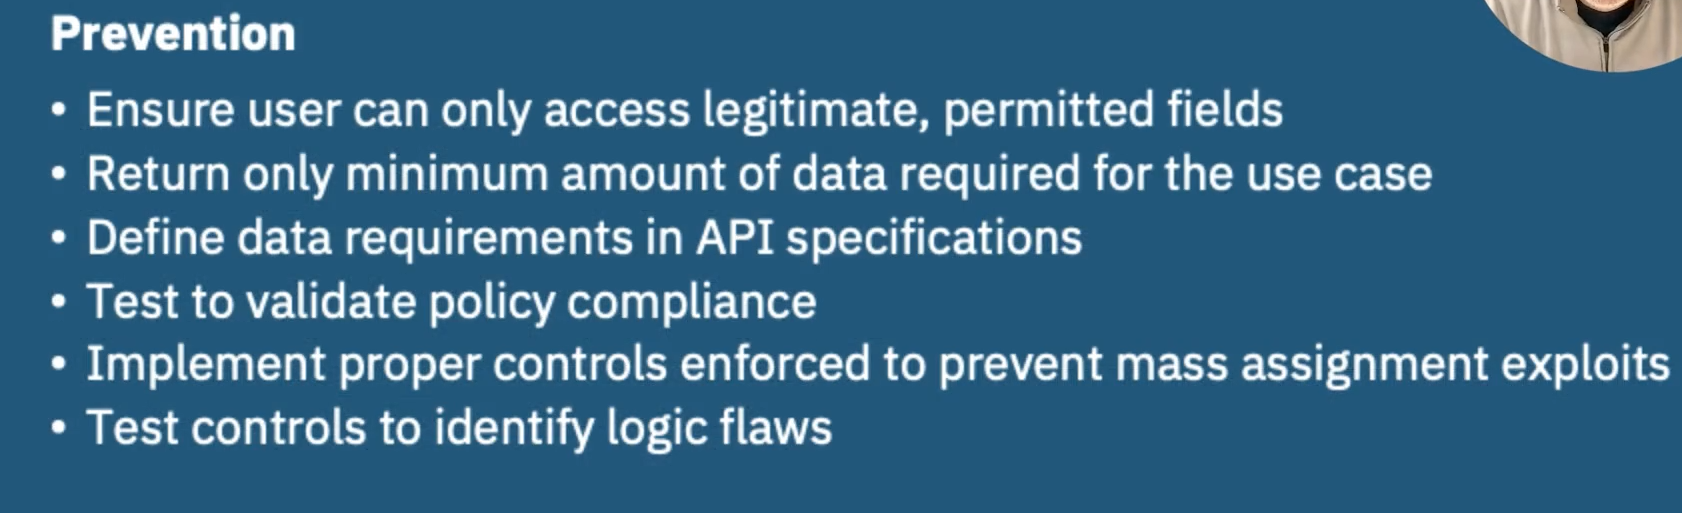 Prevention
• Ensure user can only access legitimate, permitted fields
• Return only minimum amount of data required for the use case
• Define data requirements in API specifications
• Test to validate policy compliance
• Implement proper controls enforced to prevent mass assignment exploits
• Test controls to identify logic flaws